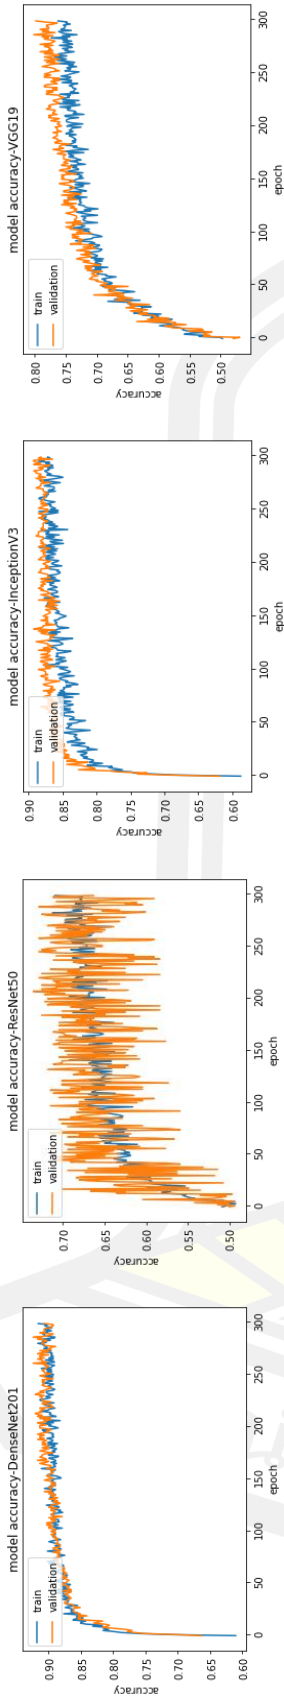 model accuracy-DenseNet201
train
validation
accuracy
0.90
0.85
0.80
0.75
0.70
0.65
0.60
0
50
100
150
200
250
300
epoch
model accuracy-ResNet50
train
validation
accuracy
0.70
0.65
0.60
0.55
0.50
0
50
100
150
200
250
300
epoch
model accuracy-InceptionV3
train
validation
accuracy
0.90
0.85
0.80
0.75
0.70
0.65
0.60
0
50
100
150
200
250
300
epoch
model accuracy-VGG19
train
validation
accuracy
0.80
0.75
0.70
0.65
0.60
0.55
0.50
0
50
100
150
200
250
300
epoch